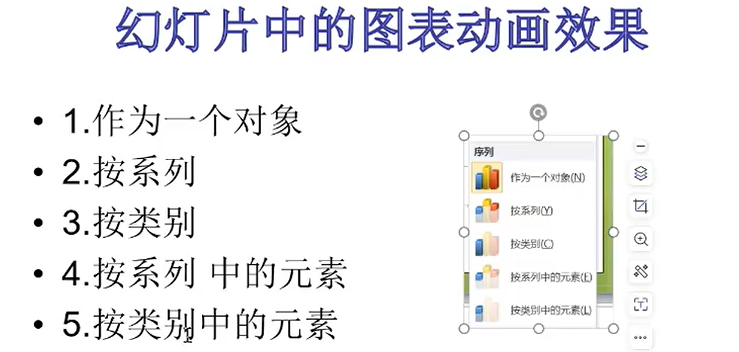 幻灯片中的图表动画效果
• 1.作为一个对象
• 2.按系列
• 3.按类别
• 4.按系列 中的元素
• 5.按类别中的元素
序列
作为一个对象(N)
按系列(Y)
按类别(C)
按系列中的元素(E)
按类别中的元素(L)